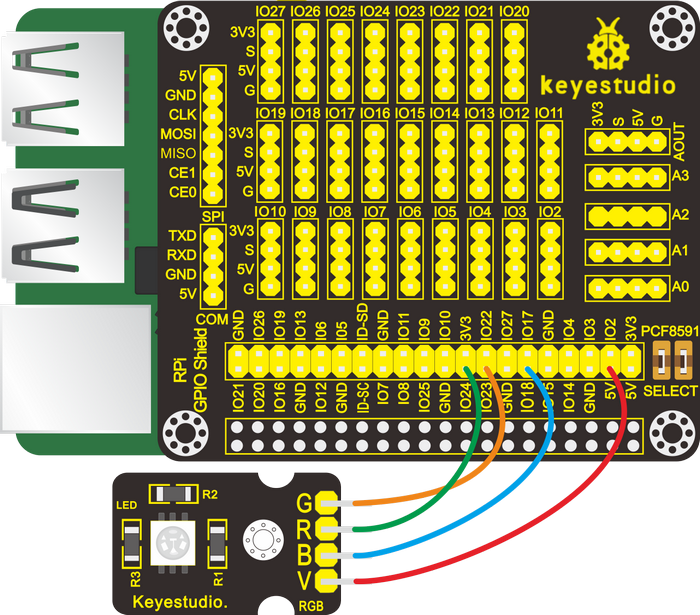 IO27 IO26 IO25 IO24 IO23 IO22 IO21 IO20
3V3
S
5V
G
keyestudio
5V
GND
CLK
MOSI
MISO
CE1
CE0
SPI
IO19 IO18 IO17 IO16 IO15 IO14 IO13 IO12 IO11
3V3
S
5V
G
3V3 S 5V G
AOUT
A3
A2
A1
A0
TXD
RXD
GND
5V
COM
IO10 IO9 IO8 IO7 IO6 IO5 IO4 IO3 IO2
3V3
S
5V
G
RPi
GPIO Shield
GND IO26 IO19 IO13 IO6 IO5 ID-SD GND IO11 IO9 IO10 3V3 IO22 IO27 IO17 GND IO4 IO3 IO2 3V3
PCF8591
SELECT
IO21 IO20 IO16 GND IO12 GND ID-SC IO7 IO8 IO25 GND IO24 GND IO18 IO14 GND 5V 5V
LED
R2
R3
R1
G
R
B
V
Keyestudio.
RGB